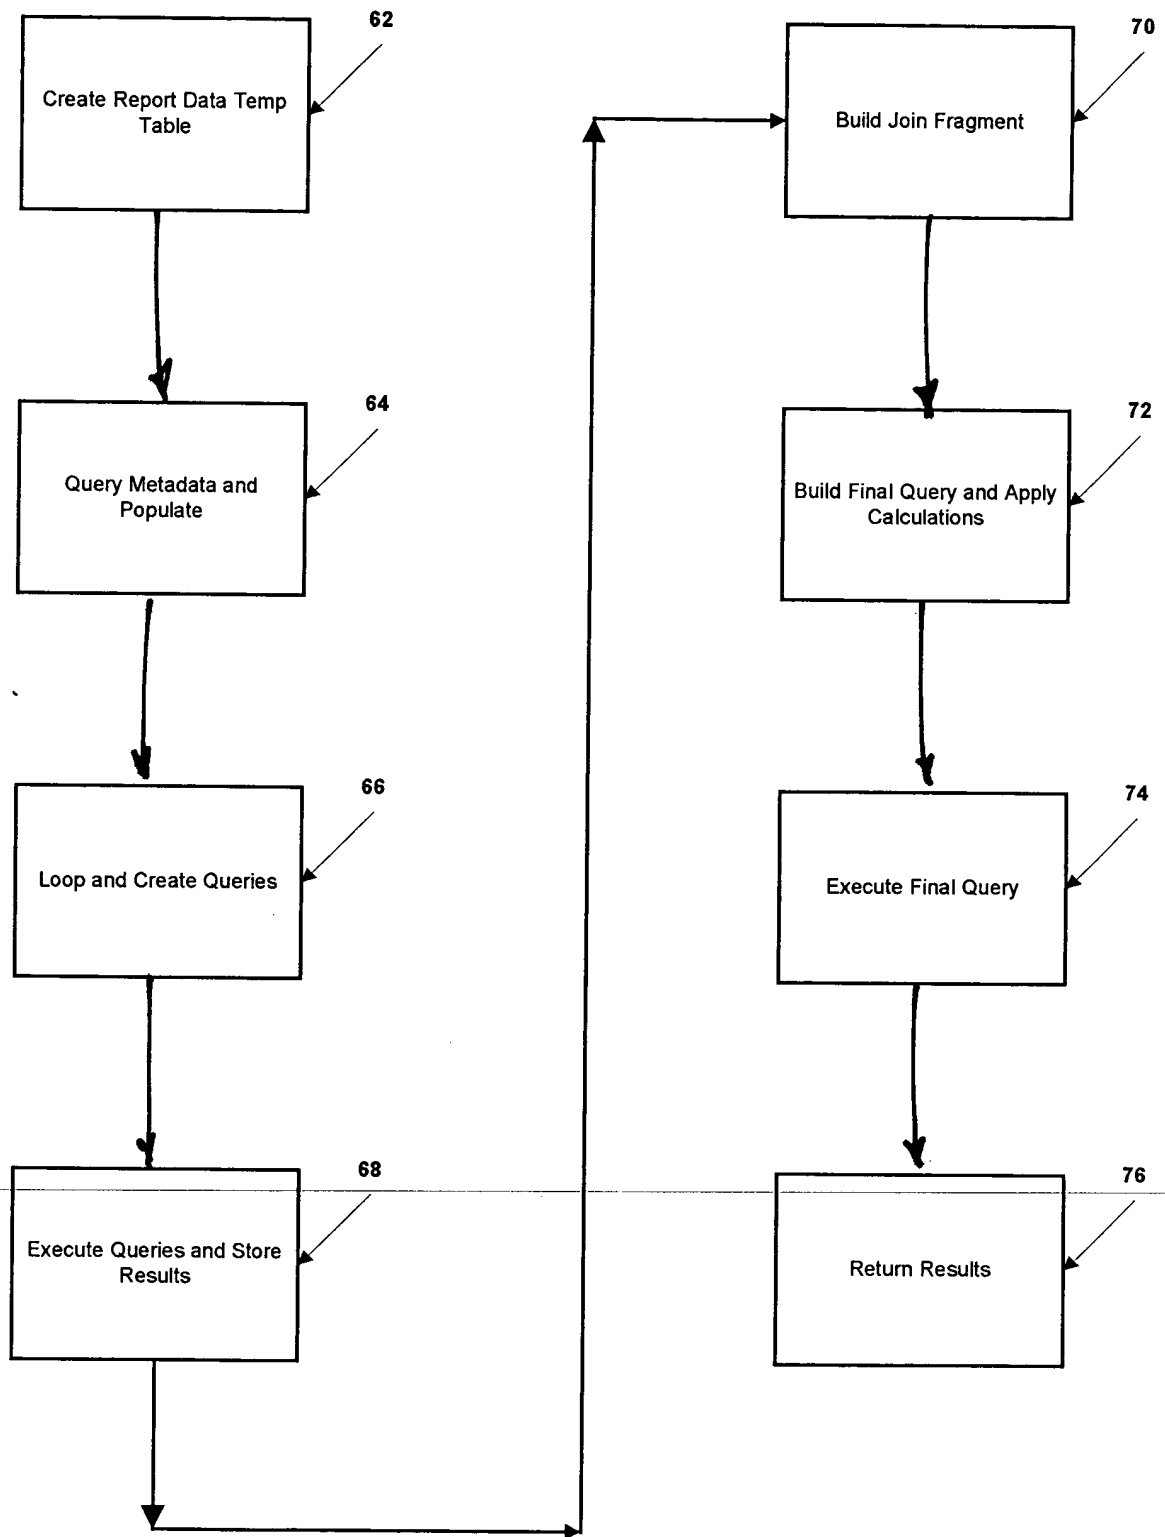 62
Create Report Data Temp
Table
64
Query Metadata and
Populate
66
Loop and Create Queries
68
Execute Queries and Store
Results
70
Build Join Fragment
72
Build Final Query and Apply
Calculations
74
Execute Final Query
76
Return Results